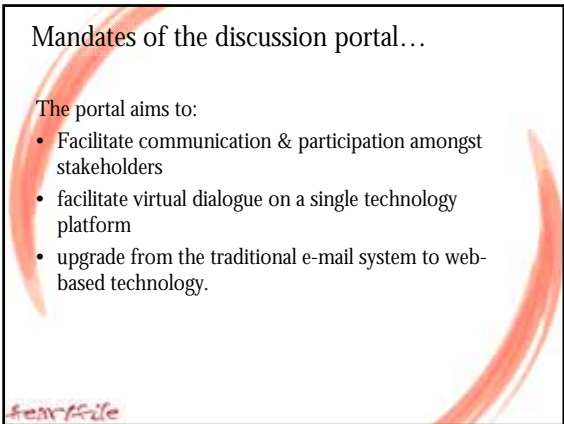 Mandates of the discussion portal…
The portal aims to:
• Facilitate communication & participation amongst
stakeholders
• facilitate virtual dialogue on a single technology
platform
• upgrade from the traditional e-mail system to web-
based technology.